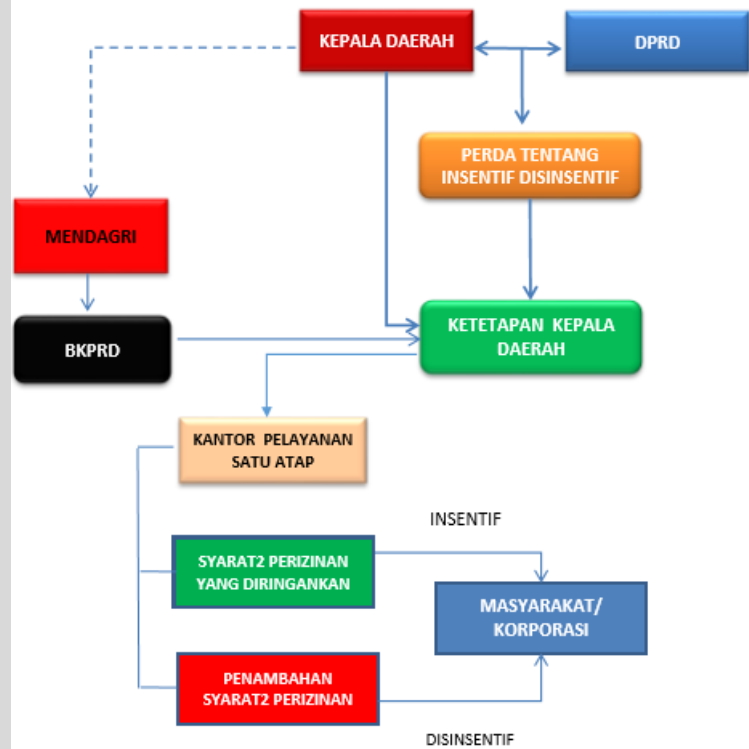 KEPALA DAERAH
DPRD
PERDA TENTANG
INSENTIF DISINSENTIF
MENDAGRI
BKPRD
KETETAPAN KEPALA
DAERAH
KANTOR PELAYANAN
SATU ATAP
INSENTIF
SYARAT2 PERIZINAN
YANG DIRINGANKAN
MASYARAKAT/
KORPORASI
PENAMBAHAN
SYARAT2 PERIZINAN
DISINSENTIF